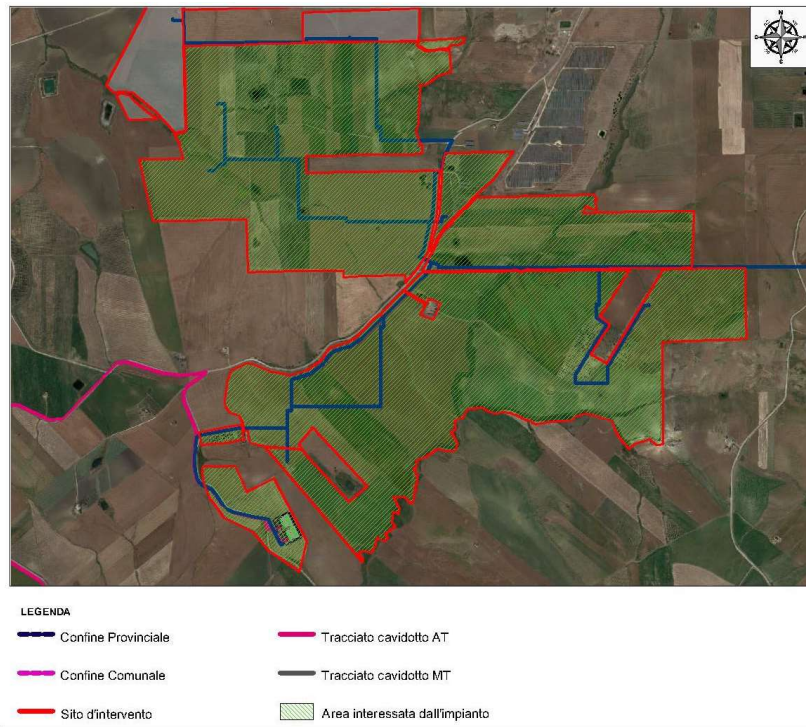 LEGENDA
Confine Provinciale
Tracciato cavidotto AT
Confine Comunale
Tracciato cavidotto MT
Sito d'intervento
Area interessata dall'impianto